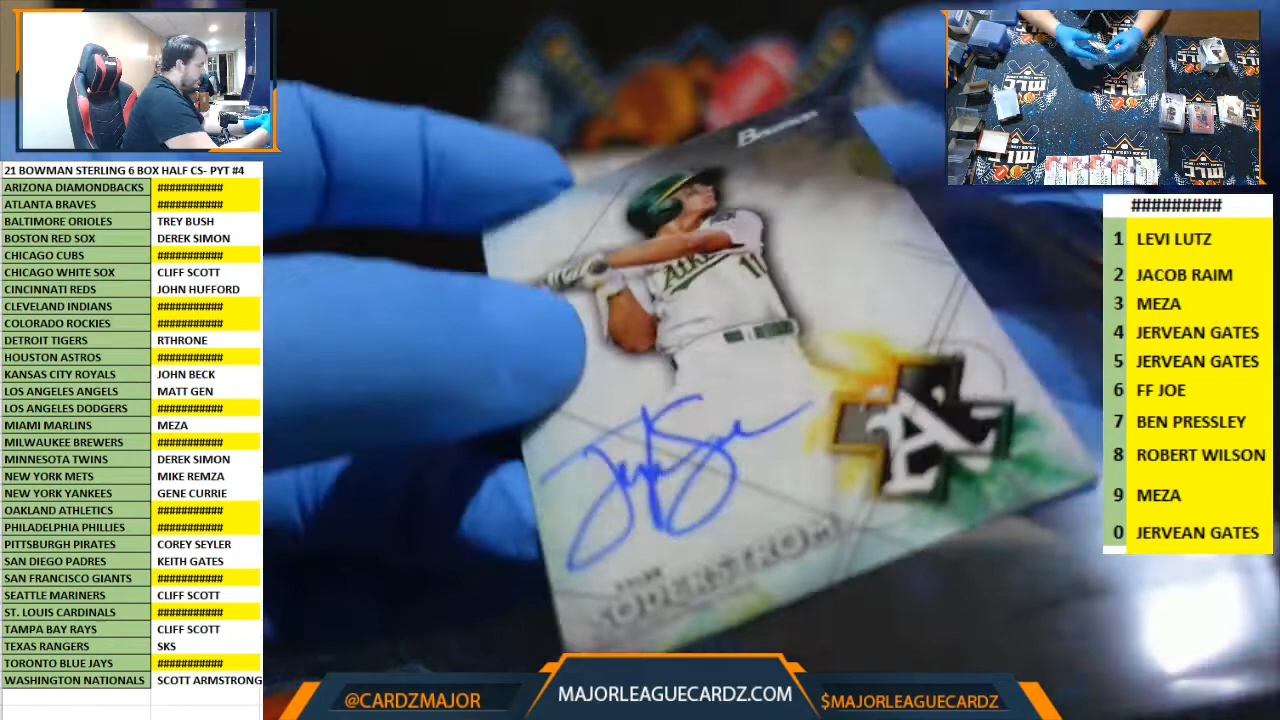 21 BOWMAN STERLING 6 BOX HALF CS- PYT #4
ARIZONA DIAMONDBACKS ###########
ATLANTA BRAVES ###########
BALTIMORE ORIOLES TREY BUSH
BOSTON RED SOX DEREK SIMON
CHICAGO CUBS ###########
CHICAGO WHITE SOX CLIFF SCOTT
CINCINNATI REDS JOHN HUFFORD
CLEVELAND INDIANS ###########
COLORADO ROCKIES ###########
DETROIT TIGERS RTHRONE
HOUSTON ASTROS ###########
KANSAS CITY ROYALS JOHN BECK
LOS ANGELES ANGELS MATT GEN
LOS ANGELES DODGERS ###########
MIAMI MARLINS MEZA
MILWAUKEE BREWERS ###########
MINNESOTA TWINS DEREK SIMON
NEW YORK METS MIKE REMZA
NEW YORK YANKEES GENE CURRIE
OAKLAND ATHLETICS ###########
PHILADELPHIA PHILLIES ###########
PITTSBURGH PIRATES COREY SEYLER
SAN DIEGO PADRES KEITH GATES
SAN FRANCISCO GIANTS ###########
SEATTLE MARINERS CLIFF SCOTT
ST. LOUIS CARDINALS ###########
TAMPA BAY RAYS CLIFF SCOTT
TEXAS RANGERS SKS
TORONTO BLUE JAYS ###########
WASHINGTON NATIONALS SCOTT ARMSTRONG
BOWMAN
A's
TYLER
SODERSTROM
#########
1 LEVI LUTZ
2 JACOB RAIM
3 MEZA
4 JERVEAN GATES
5 JERVEAN GATES
6 FF JOE
7 BEN PRESSLEY
8 ROBERT WILSON
9 MEZA
0 JERVEAN GATES
@CARDZMAJOR
MAJORLEAGUECARDZ.COM
$MAJORLEAGUECARDZ